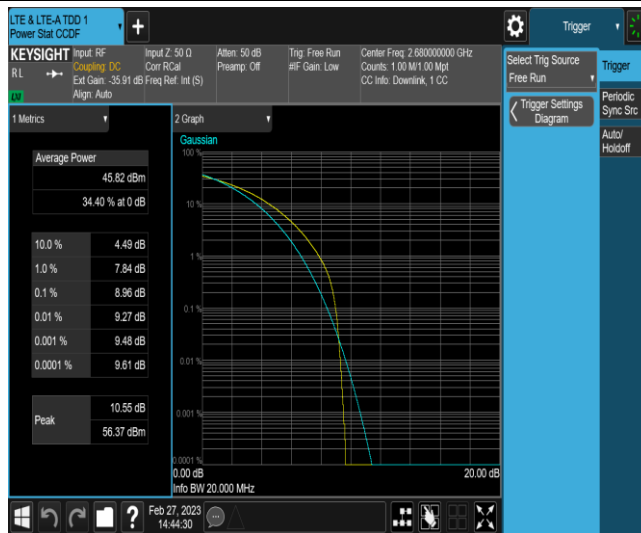 LTE & LTE-A TDD 1
Power Stat CCDF
Trigger
KEYSIGHT
RL
Input: RF
Coupling: DC
Ext Gain: -35.91 dB
Align: Auto
Input Z: 50 Ω
Corr RCal
Freq Ref: Int (S)
Atten: 50 dB
Preamp: Off
Trig: Free Run
#IF Gain: Low
Center Freq: 2.680000000 GHz
Counts: 1.00 M/1.00 Mpt
CC Info: Downlink, 1 CC
Select Trig Source
Free Run
Trigger Settings
Diagram
Trigger
Periodic
Sync Src
Auto/
Holdoff
1 Metrics
Average Power
45.82 dBm
34.40 % at 0 dB
10.0 % 4.49 dB
1.0 % 7.84 dB
0.1 % 8.96 dB
0.01 % 9.27 dB
0.001 % 9.48 dB
0.0001 % 9.61 dB
Peak
10.55 dB
56.37 dBm
2 Graph
Gaussian
100 %
10 %
1 %
0.1 %
0.01 %
0.001 %
0.0001 %
0.00 dB
20.00 dB
Info BW 20.000 MHz
?
Feb 27, 2023
14:44:30